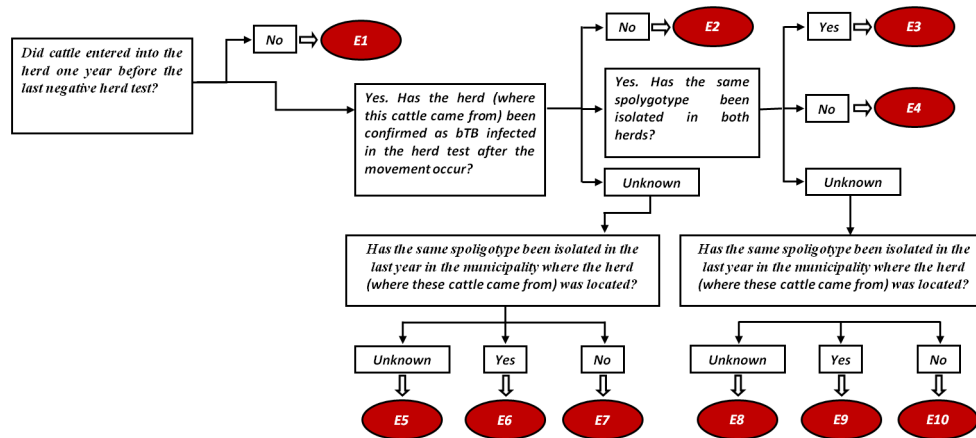 Did cattle entered into the
herd one year before the
last negative herd test?
No
E1
Yes. Has the herd (where
this cattle came from) been
confirmed as bTB infected
in the herd test after the
movement occur?
No
E2
Yes. Has the same
spolygotype been
isolated in both
herds?
Yes
E3
No
E4
Unknown
Unknown
Has the same spoligotype been isolated in the
last year in the municipality where the herd
(where these cattle came from) was located?
Has the same spoligotype been isolated in the
last year in the municipality where the herd
(where these cattle came from) was located?
Unknown
Yes
No
Unknown
Yes
No
E5
E6
E7
E8
E9
E10